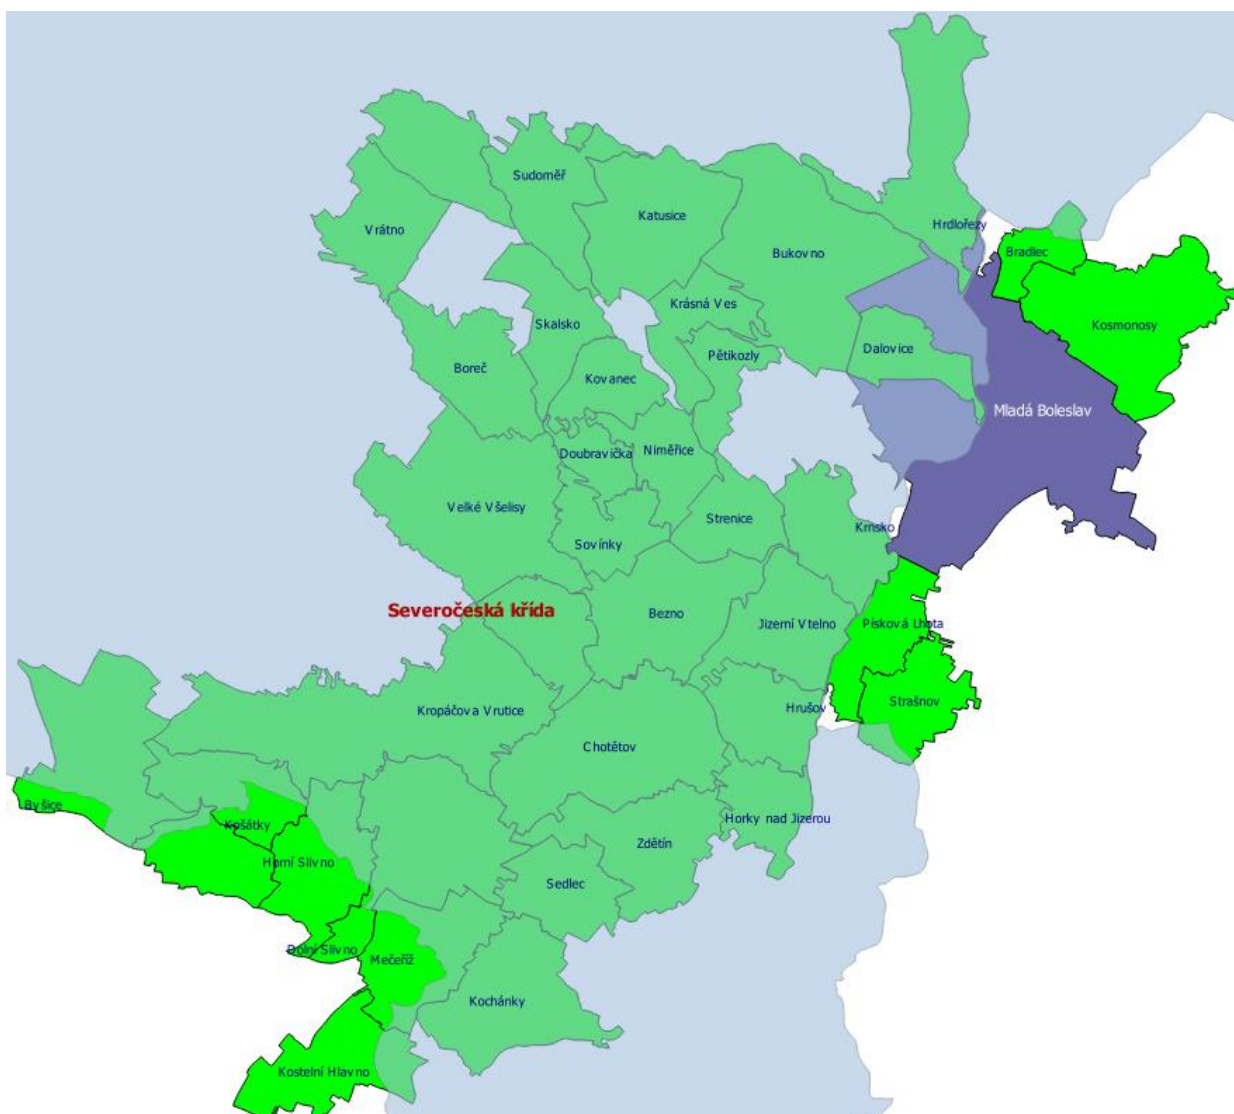 Sudoměř
Katusice
Vrátno
Hrdlořezy
Bukovno
Bradlec
Krásná Ves
Skalsko
Kosmonosy
Dalovice
Pětikozly
Boreč
Kovanec
Mladá Boleslav
Doubravička
Niměřice
Velké Všelisy
Strenice
Krnsko
Sovínky
Severočeská křída
Bezno
Jizerní Vtelno
Písková Lhota
Strašnov
Kropáčova Vrutice
Hrušov
Chotětov
Byšice
Košátky
Horky nad Jizerou
Zdětín
Horní Slivno
Sedlec
Dolní Slivno
Mečeříž
Kochánky
Kostelní Hlavno